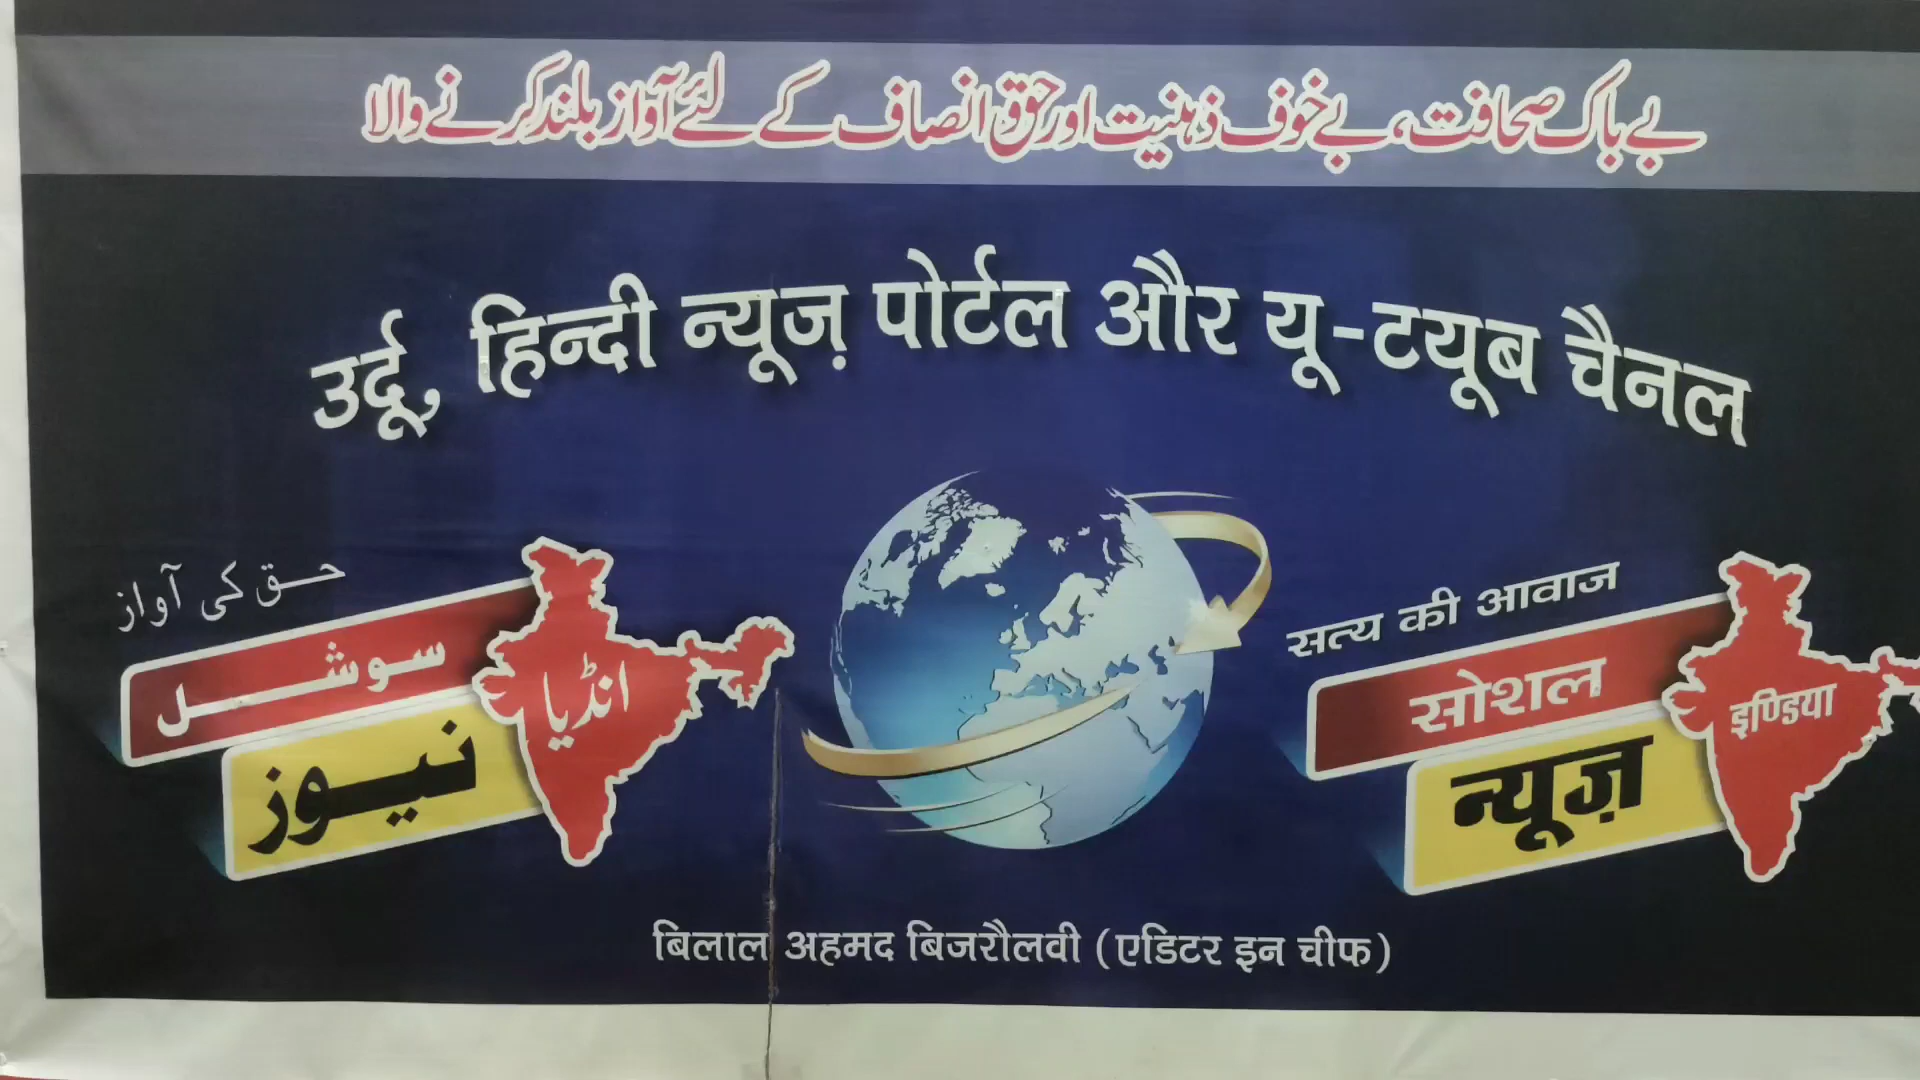 بے باک صحافت، بے خوف ذہنیت اور حق انصاف کے لئے آواز بلند کرنے والا
उर्दू, हिन्दी न्यूज़ पोर्टल और यू-टयूब चैनल
حق کی آواز
سوشل
نیوز
انڈیا
सत्य की आवाज
सोशल
न्यूज़
इण्डिया
बिलाल अहमद बिजरौलवी (एडिटर इन चीफ)